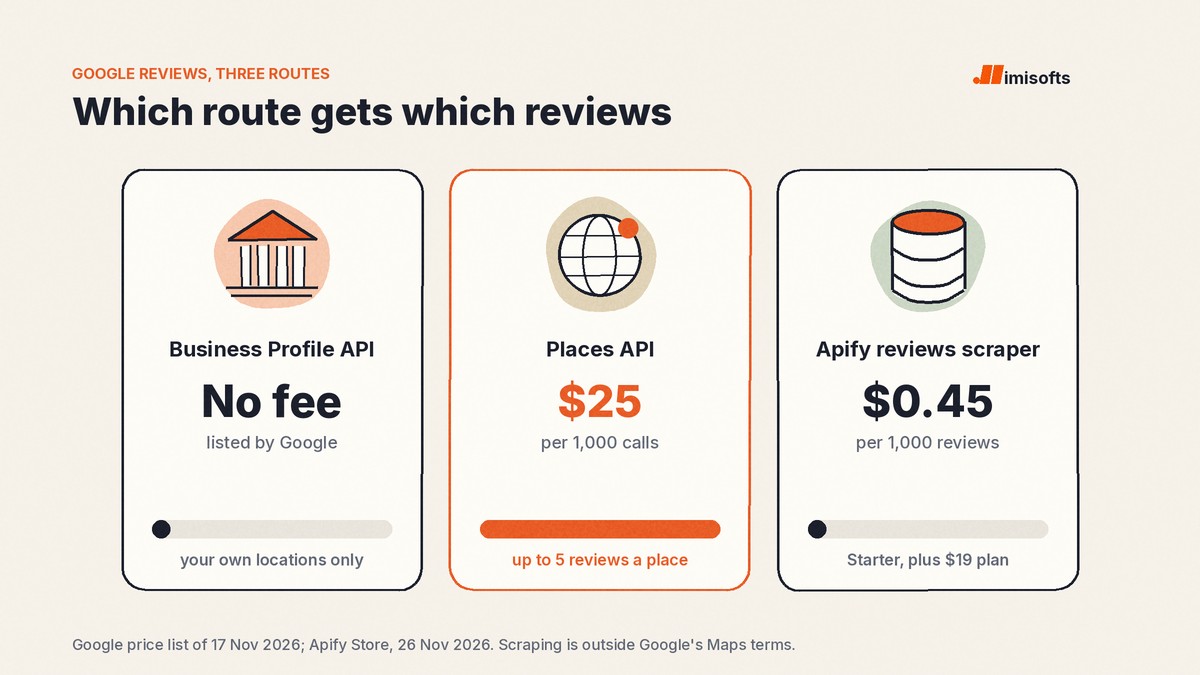 GOOGLE REVIEWS, THREE ROUTES
Which route gets which reviews
imisofts
Business Profile API
No fee
listed by Google
your own locations only
Places API
$25
per 1,000 calls
up to 5 reviews a place
Apify reviews scraper
$0.45
per 1,000 reviews
Starter, plus $19 plan
Google price list of 17 Nov 2026; Apify Store, 26 Nov 2026. Scraping is outside Google's Maps terms.